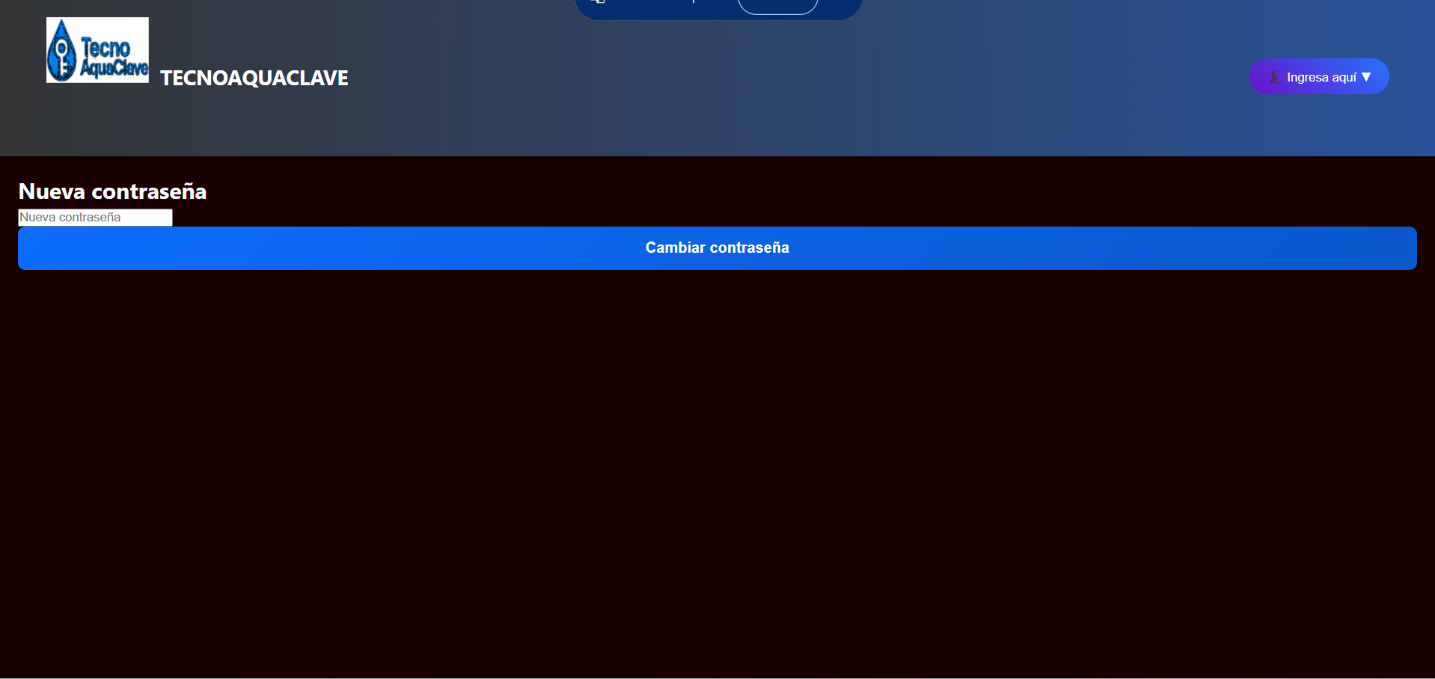 Tecno
AquaClave
TECNOAQUACLAVE
Ingresa aquí ▼
Nueva contraseña
Nueva contraseña
Cambiar contraseña